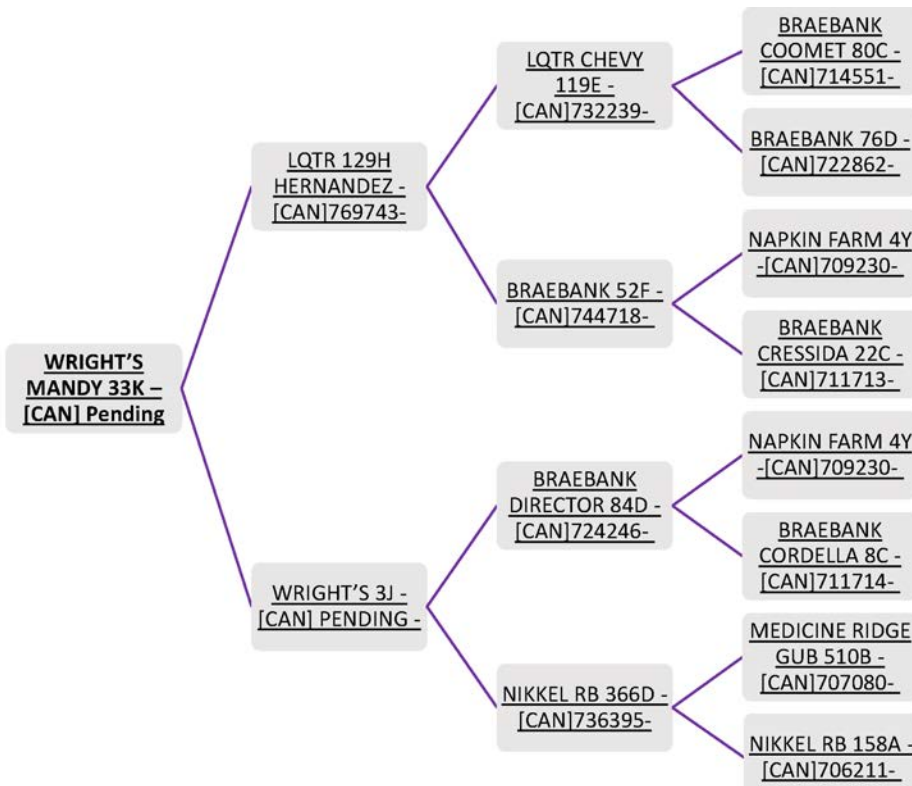 BRAEBANK
COOMET 80C -
[CAN]714551-
LQTR CHEVY
119E -
[CAN]732239-
BRAEBANK 76D -
[CAN]722862-
LQTR 129H
HERNANDEZ -
[CAN]769743-
NAPKIN FARM 4Y
-[CAN]709230-
BRAEBANK 52F -
[CAN]744718-
BRAEBANK
CRESSIDA 22C -
[CAN]711713-
WRIGHT'S
MANDY 33K –
[CAN] Pending
NAPKIN FARM 4Y
-[CAN]709230-
BRAEBANK
DIRECTOR 84D -
[CAN]724246-
BRAEBANK
CORDELLA 8C -
[CAN]711714-
WRIGHT'S 3J -
[CAN] PENDING -
MEDICINE RIDGE
GUB 510B -
[CAN]707080-
NIKKEL RB 366D -
[CAN]736395-
NIKKEL RB 158A -
[CAN]706211-